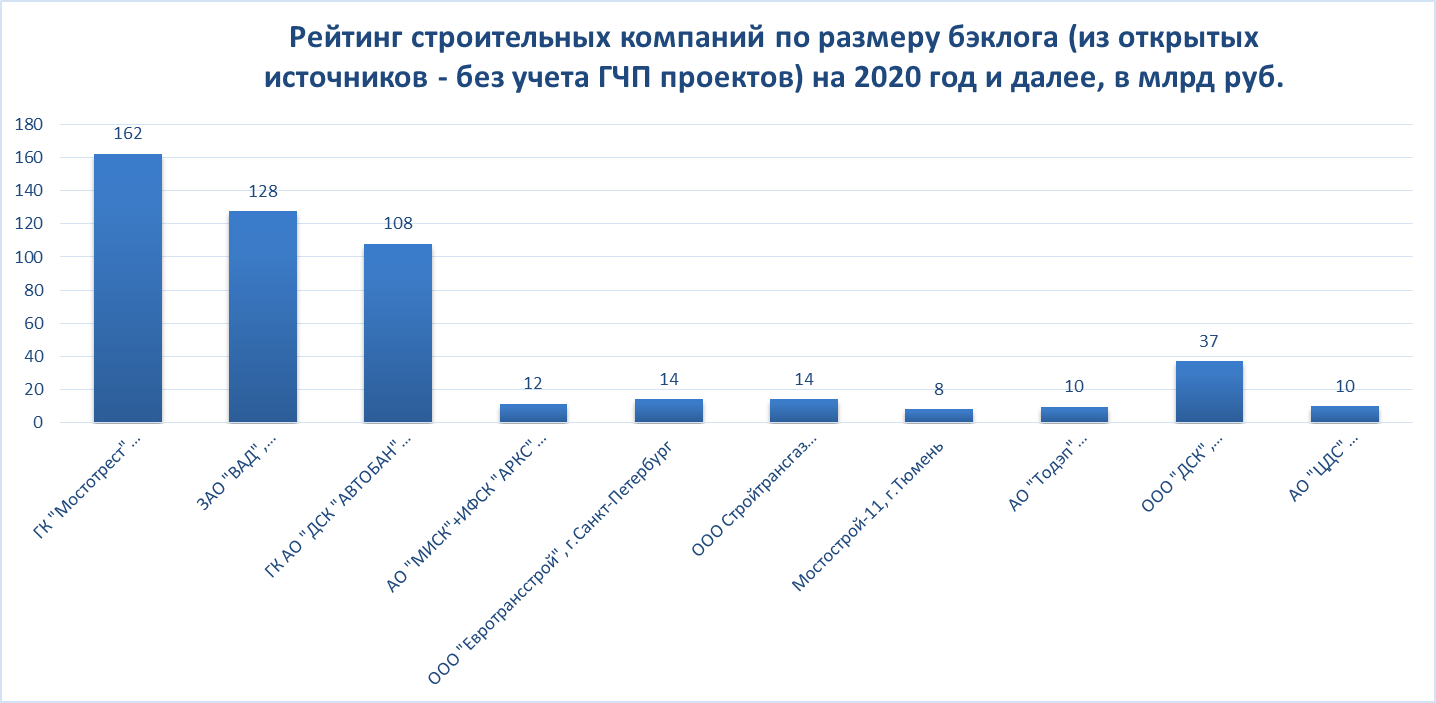 Рейтинг строительных компаний по размеру бэклога (из открытых
источников - без учета ГЧП проектов) на 2020 год и далее, в млрд руб.
180
160
140
120
100
80
60
40
20
0
162
128
108
12
14
14
8
10
37
10
ГК "Мостотрест" ...
ЗАО "ВАД" ,...
ГК АО "ДСК "АВТОБАН" ...
АО "МИСК"+ИФСК "АРКС" ...
ООО "Евротрансстрой" , г.Санкт-Петербург
ООО Стройтрансгаз...
Мостострой-11, г.Тюмень
АО "Тодэп" ...
ООО "ДСК" ,...
АО "ЦДС" ...